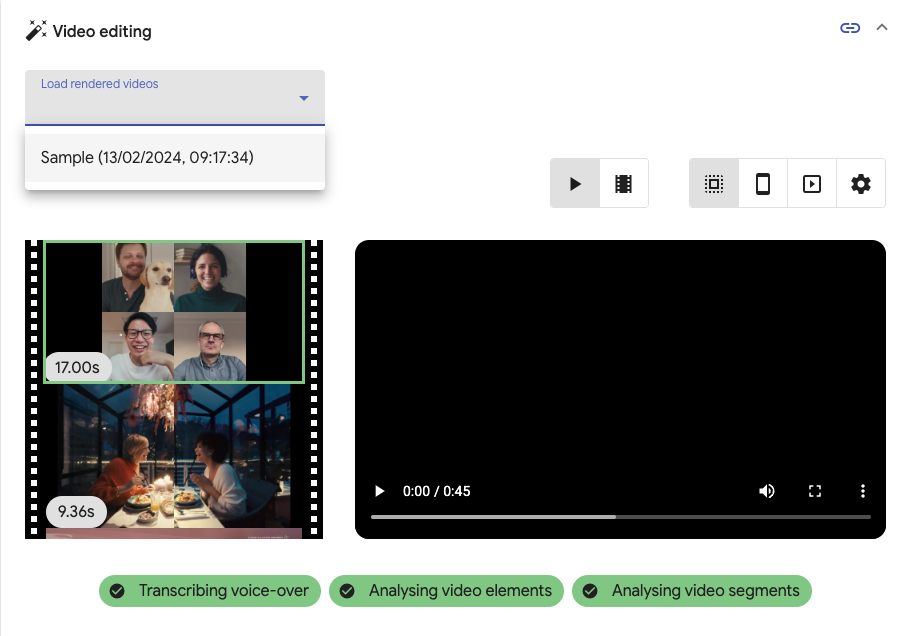 Video editing
Load rendered videos
Sample (13/02/2024, 09:17:34)
17.00s
9.36s
0:00 / 0:45
Transcribing voice-over
Analysing video elements
Analysing video segments